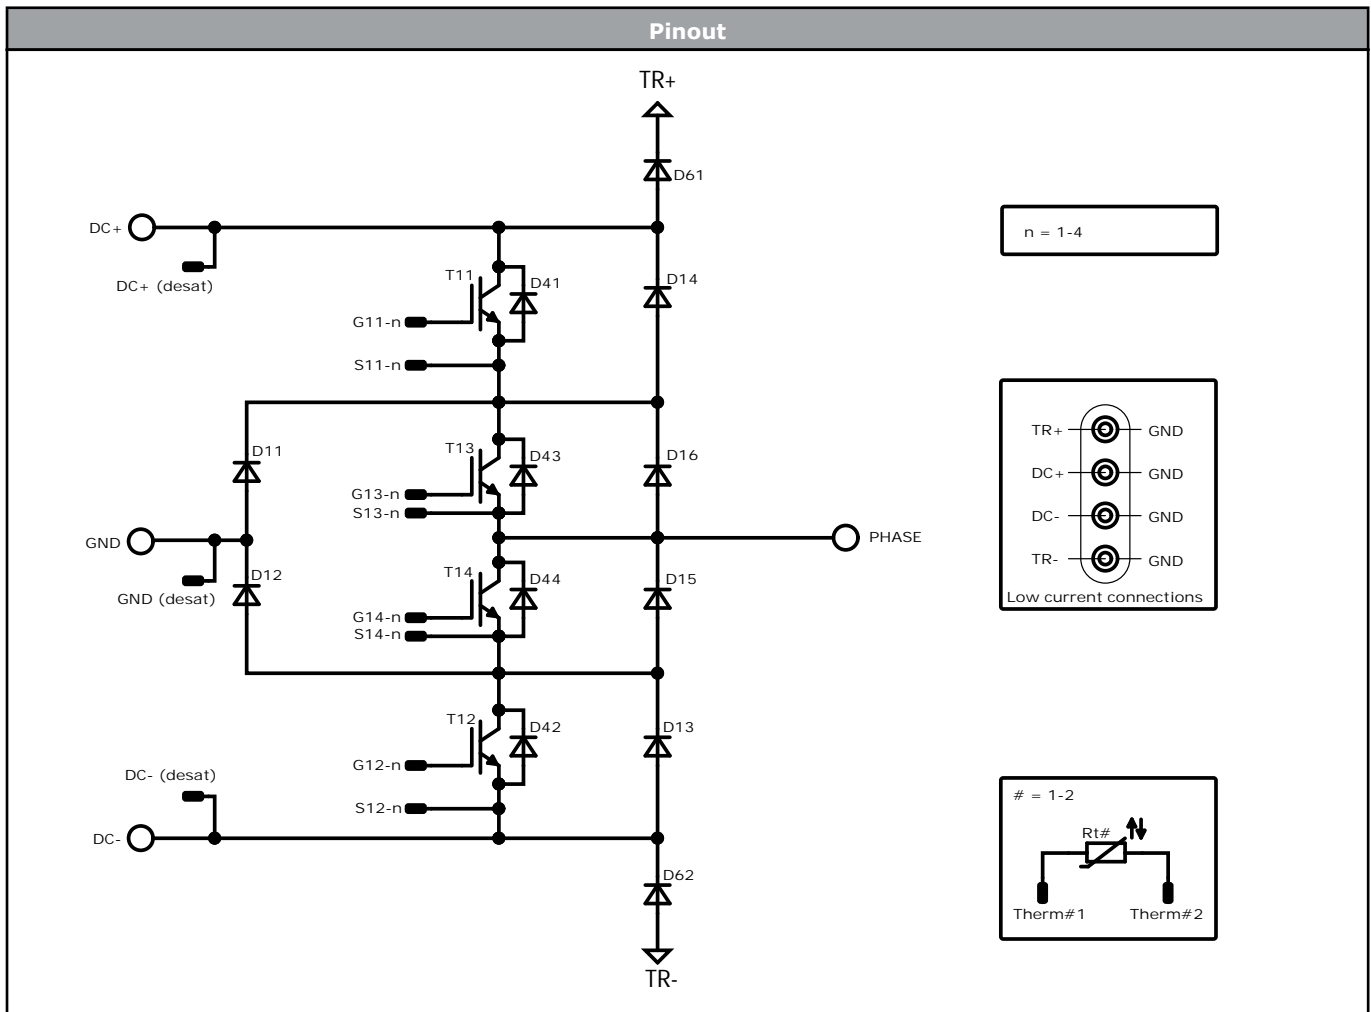 Pinout
TR+
D61
DC+
DC+ (desat)
T11
D41
D14
G11-n
S11-n
n = 1-4
D11
T13
D43
D16
G13-n
S13-n
GND
GND (desat)
PHASE
D12
T14
D44
D15
G14-n
S14-n
TR+ GND
DC+ GND
DC- GND
TR- GND
Low current connections
T12
D42
D13
G12-n
S12-n
DC- (desat)
DC-
D62
TR-
# = 1-2
Rt#
Therm#1 Therm#2